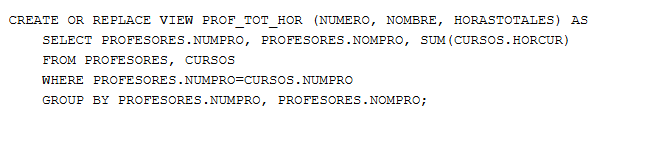 CREATE OR REPLACE VIEW PROF_TOT_HOR (NUMERO, NOMBRE, HORASTOTALES) AS
SELECT PROFESORES.NUMPRO, PROFESORES.NOMPRO, SUM(CURSOS.HORCUR)
FROM PROFESORES, CURSOS
WHERE PROFESORES.NUMPRO=CURSOS.NUMPRO
GROUP BY PROFESORES.NUMPRO, PROFESORES.NOMPRO;